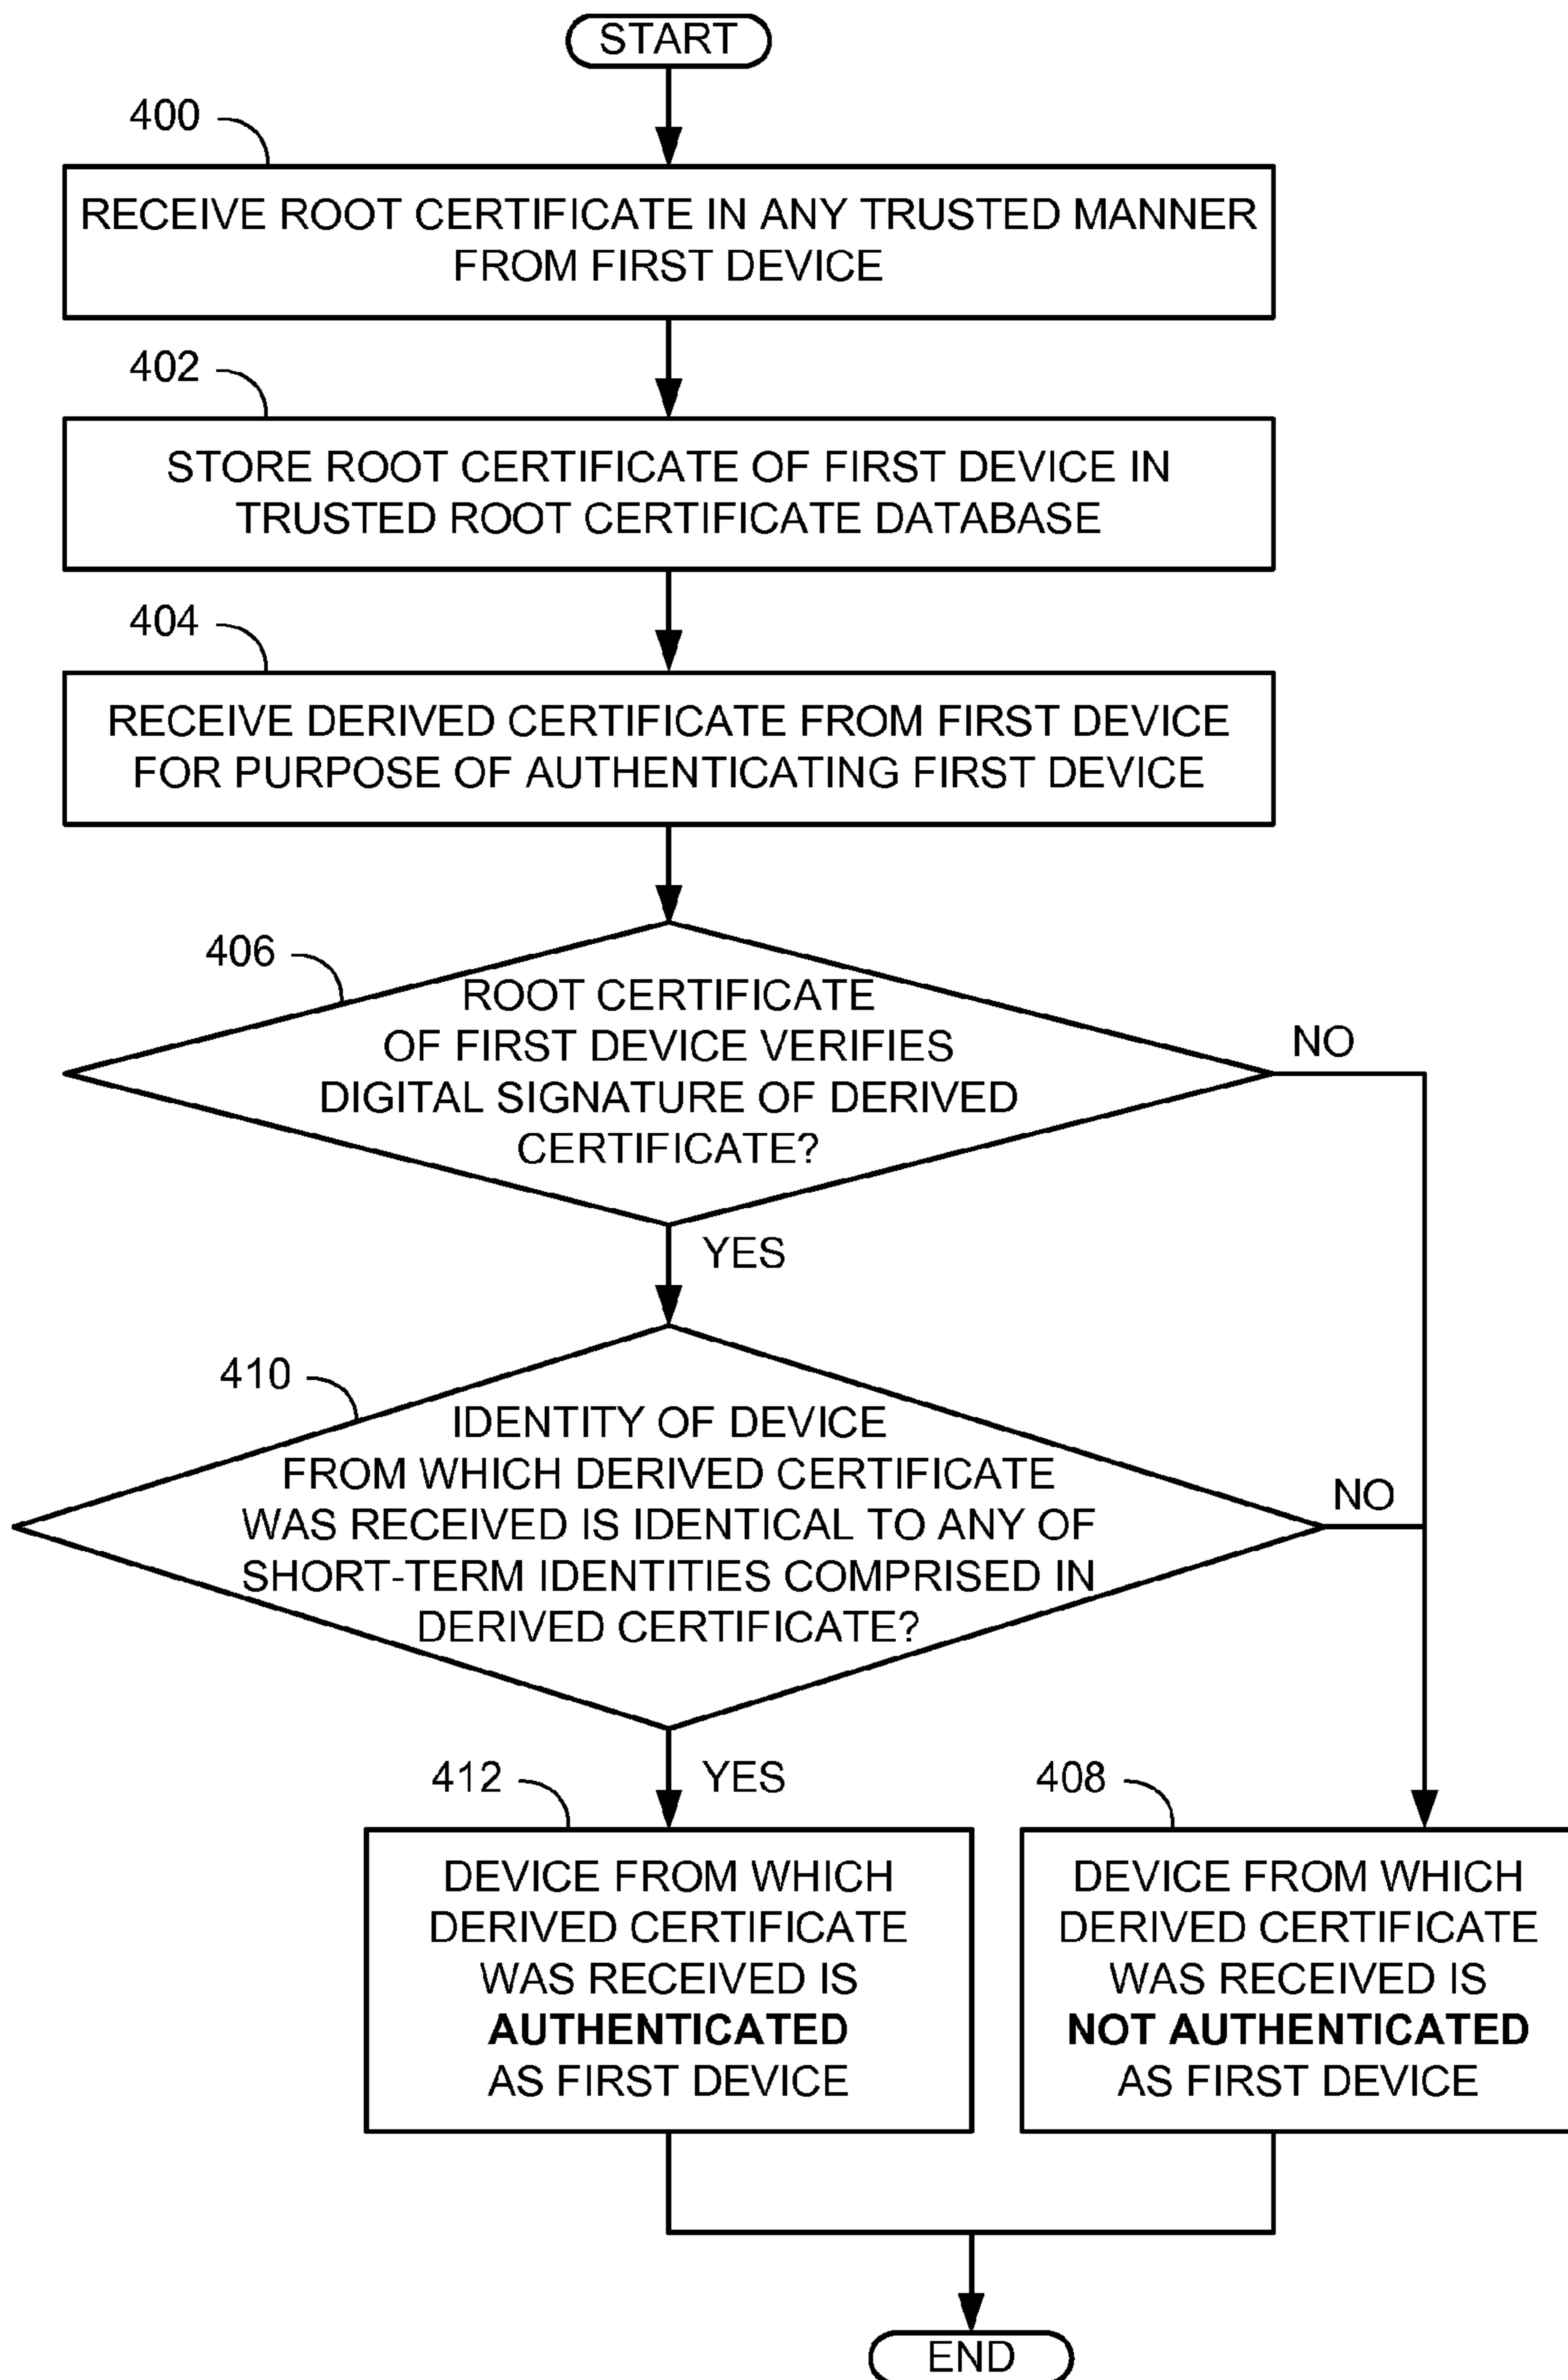 START
400
RECEIVE ROOT CERTIFICATE IN ANY TRUSTED MANNER
FROM FIRST DEVICE
402
STORE ROOT CERTIFICATE OF FIRST DEVICE IN
TRUSTED ROOT CERTIFICATE DATABASE
404
RECEIVE DERIVED CERTIFICATE FROM FIRST DEVICE
FOR PURPOSE OF AUTHENTICATING FIRST DEVICE
406
ROOT CERTIFICATE
OF FIRST DEVICE VERIFIES
DIGITAL SIGNATURE OF DERIVED
CERTIFICATE?
NO
YES
410
IDENTITY OF DEVICE
FROM WHICH DERIVED CERTIFICATE
WAS RECEIVED IS IDENTICAL TO ANY OF
SHORT-TERM IDENTITIES COMPRISED IN
DERIVED CERTIFICATE?
NO
YES
412
DEVICE FROM WHICH
DERIVED CERTIFICATE
WAS RECEIVED IS
AUTHENTICATED
AS FIRST DEVICE
408
DEVICE FROM WHICH
DERIVED CERTIFICATE
WAS RECEIVED IS
NOT AUTHENTICATED
AS FIRST DEVICE
END